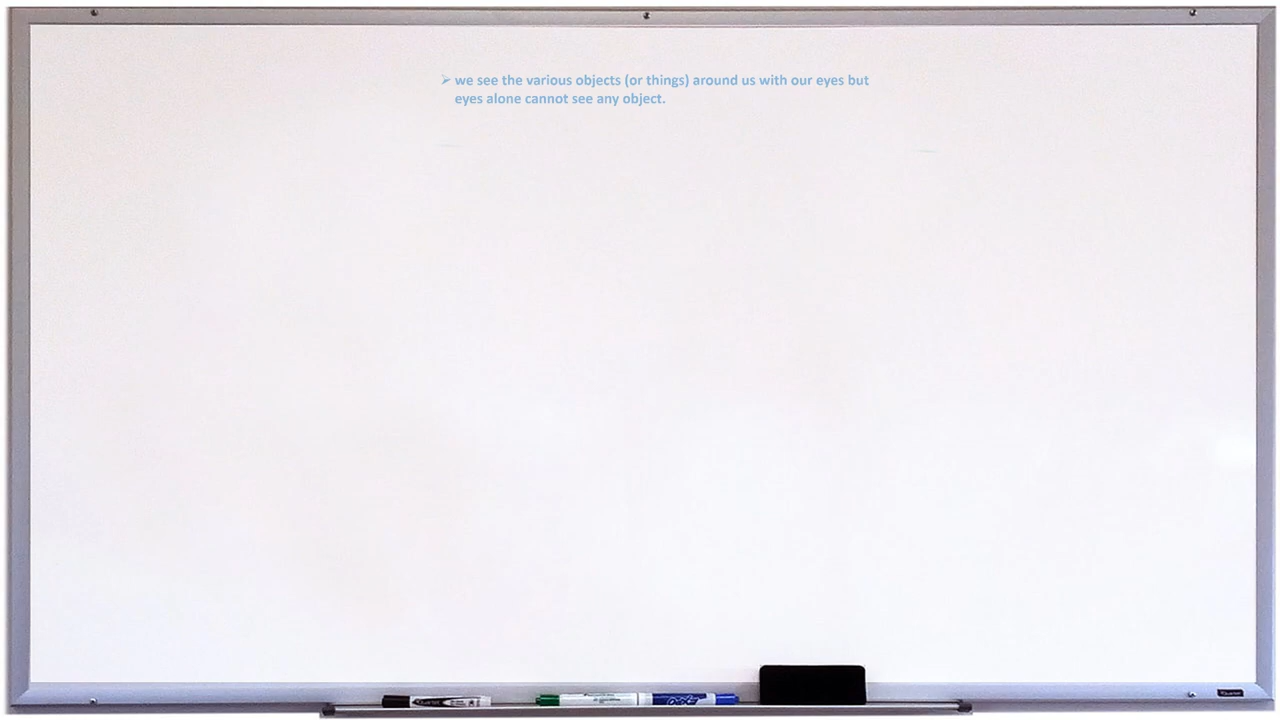 ➢ we see the various objects (or things) around us with our eyes but
eyes alone cannot see any object.